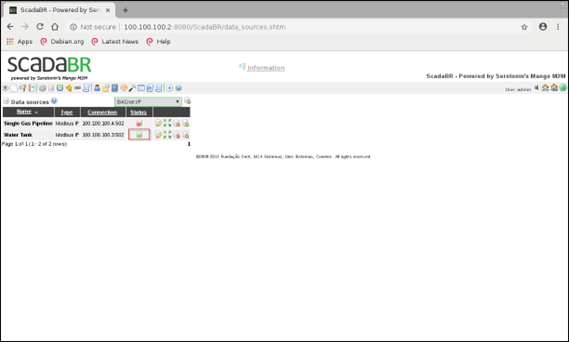 ScadaBR - Powered by Sero
Not secure | 100.100.100.2:8080/ScadaBR/data_sources.shtm
Apps Debian.org Latest News Help
SCADABR
powered by Serotonin's Mango M2M
Information
ScadaBR - Powered by Serotonin's Mango M2M
User: admin
Data sources
BACnet I/P
Name Type Connection Status
Single Gas Pipeline Modbus IP 100.100.100.4:502
Water Tank Modbus IP 100.100.100.3:502
Page 1 of 1 (1 - 2 of 2 rows) 1
©2009-2011 Fundação Certi, MCA Sistemas, Unis Sistemas, Conetec. All rights reserved.